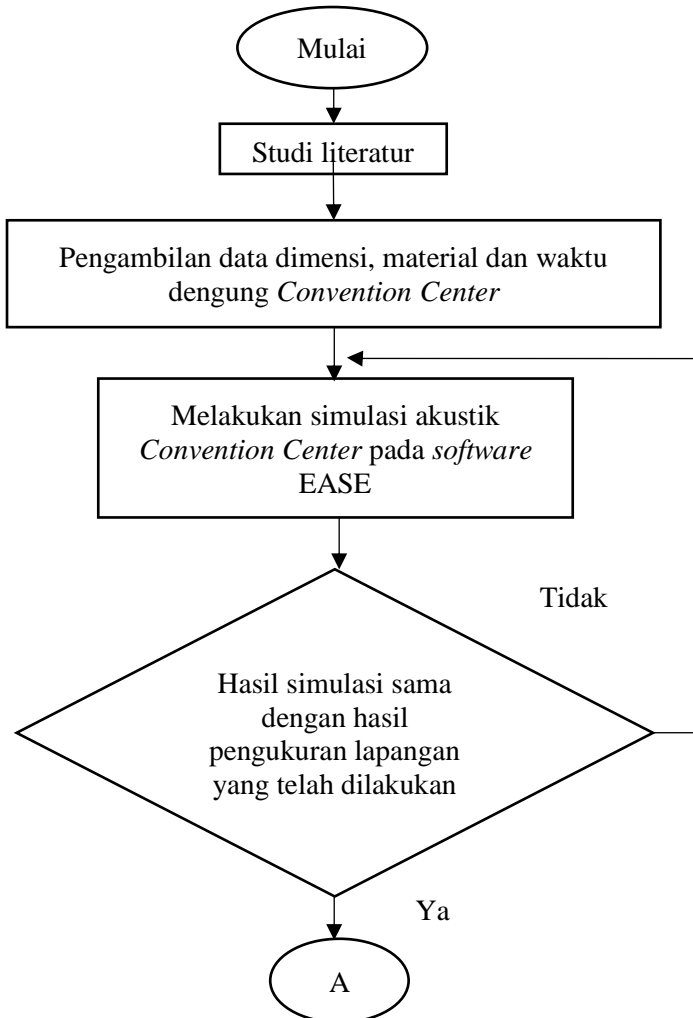 Mulai
Studi literatur
Pengambilan data dimensi, material dan waktu
dengung Convention Center
Melakukan simulasi akustik
Convention Center pada software
EASE
Tidak
Hasil simulasi sama
dengan hasil
pengukuran lapangan
yang telah dilakukan
Ya
A